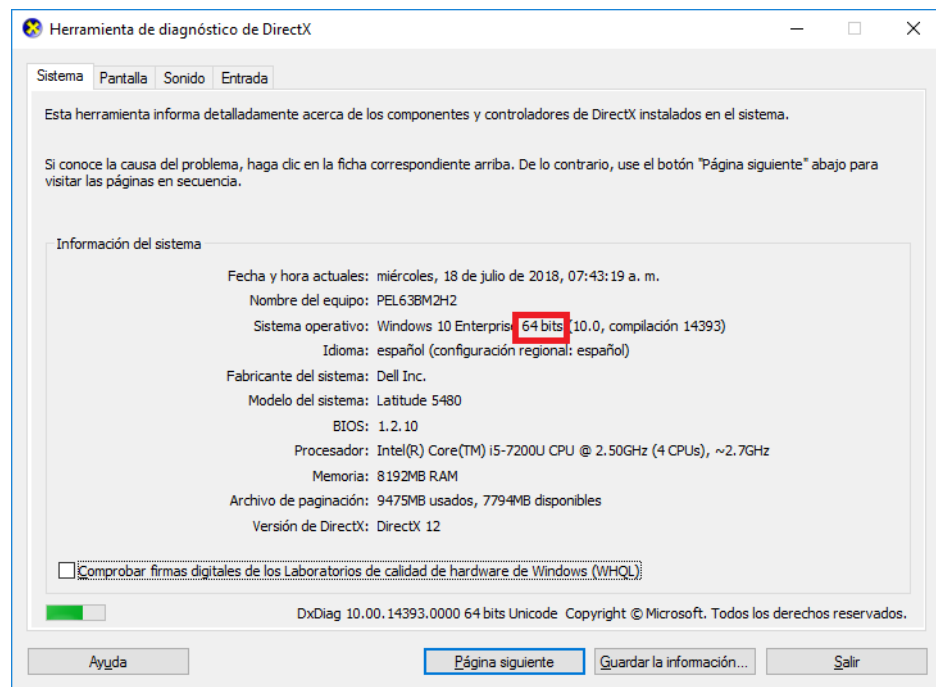 Herramienta de diagnóstico de DirectX
Sistema Pantalla Sonido Entrada
Esta herramienta informa detalladamente acerca de los componentes y controladores de DirectX instalados en el sistema.
Si conoce la causa del problema, haga clic en la ficha correspondiente arriba. De lo contrario, use el botón "Página siguiente" abajo para
visitar las páginas en secuencia.
Información del sistema
Fecha y hora actuales: miércoles, 18 de julio de 2018, 07:43:19 a. m.
Nombre del equipo: PEL63BM2H2
Sistema operativo: Windows 10 Enterprise 64 bits (10.0, compilación 14393)
Idioma: español (configuración regional: español)
Fabricante del sistema: Dell Inc.
Modelo del sistema: Latitude 5480
BIOS: 1.2.10
Procesador: Intel(R) Core(TM) i5-7200U CPU @ 2.50GHz (4 CPUs), ~2.7GHz
Memoria: 8192MB RAM
Archivo de paginación: 9475MB usados, 7794MB disponibles
Versión de DirectX: DirectX 12
Comprobar firmas digitales de los Laboratorios de calidad de hardware de Windows (WHQL)
DxDiag 10.00.14393.0000 64 bits Unicode Copyright © Microsoft. Todos los derechos reservados.
Ayuda Página siguiente Guardar la información... Salir